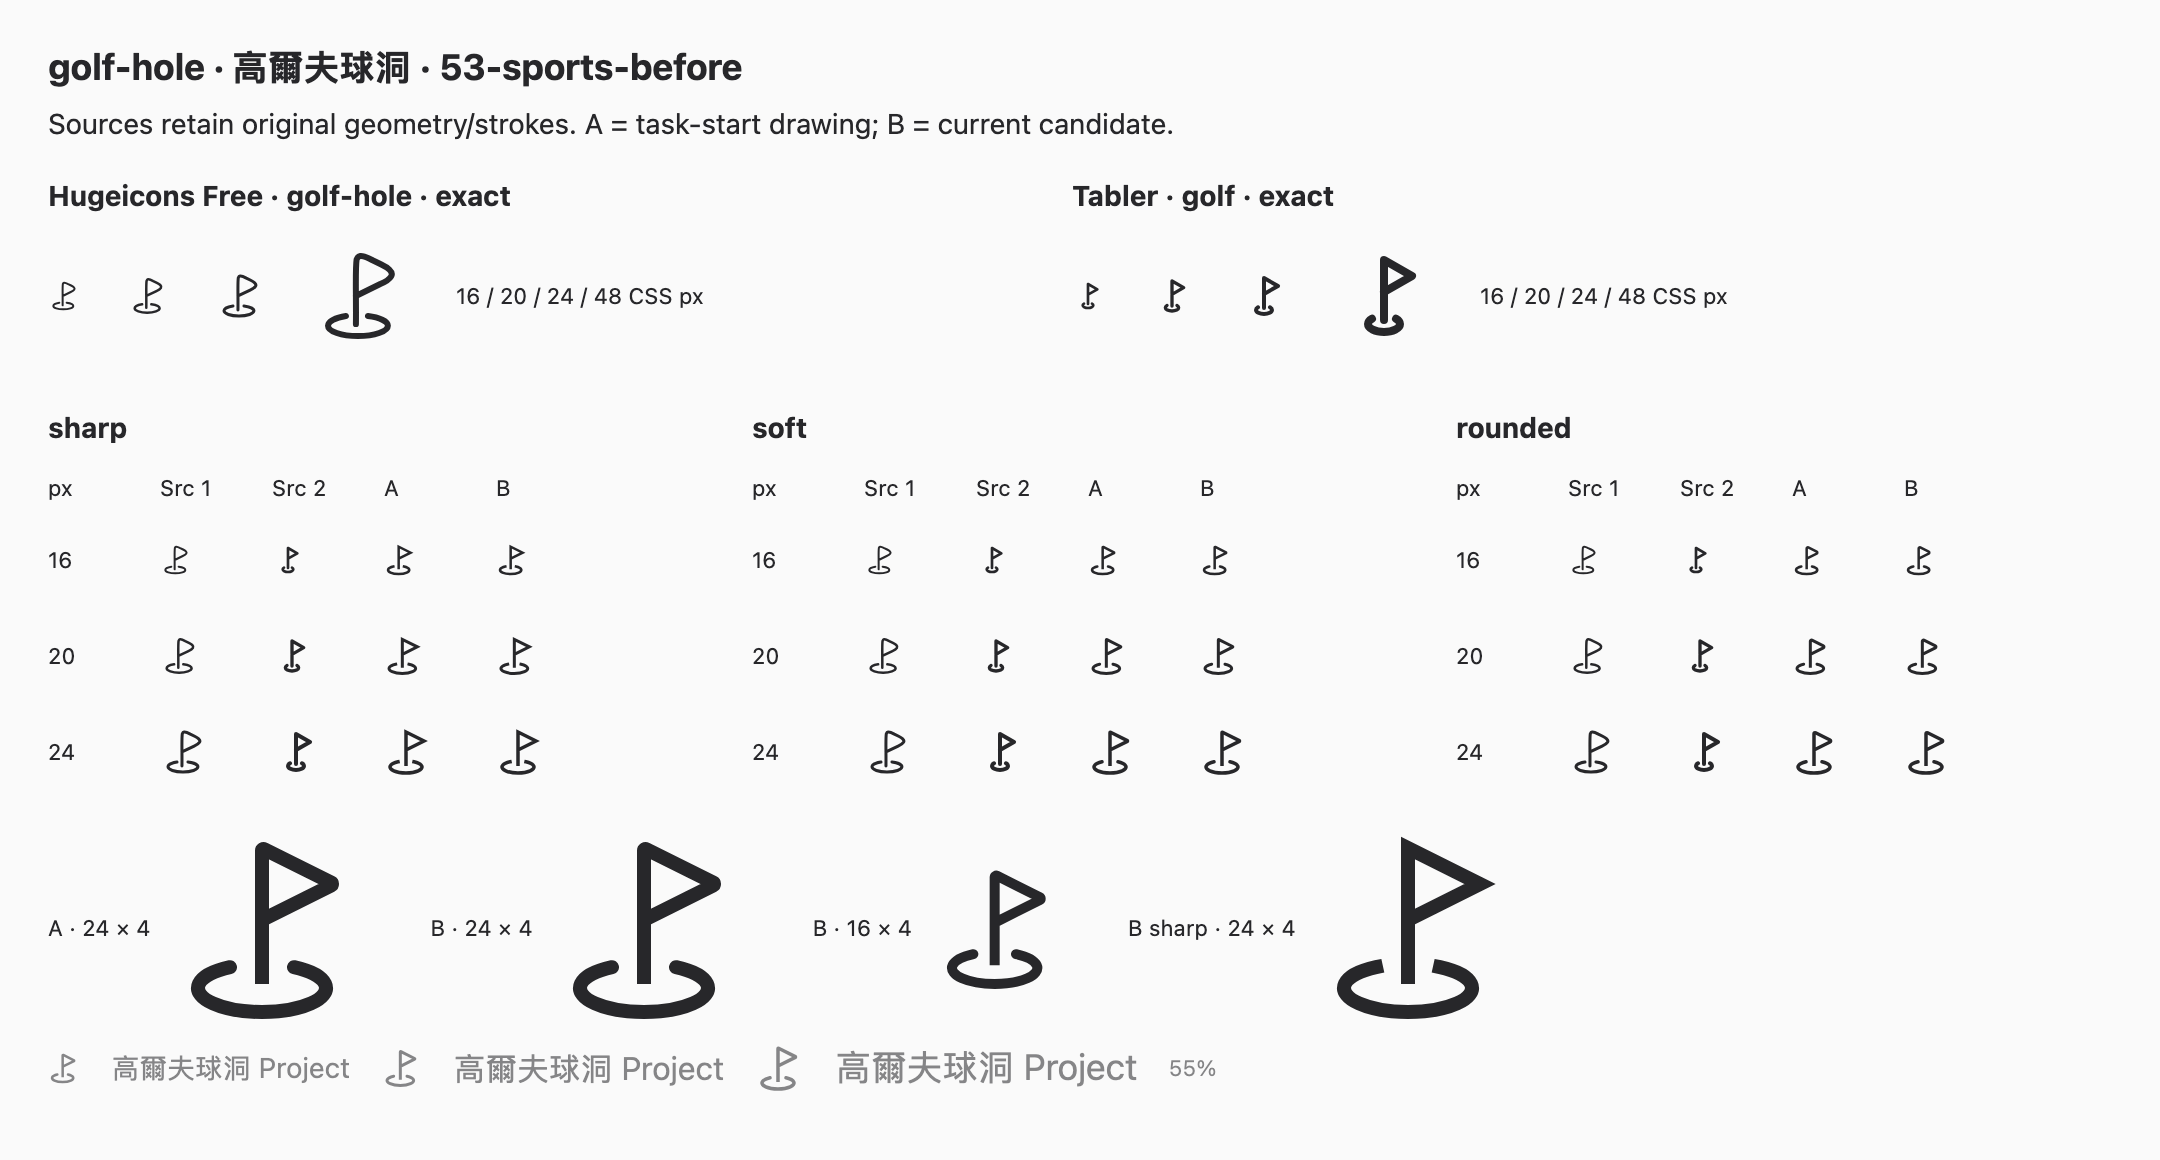 golf-hole · 高爾夫球洞 · 53-sports-before
Sources retain original geometry/strokes. A = task-start drawing; B = current candidate.
Hugeicons Free · golf-hole · exact
16 / 20 / 24 / 48 CSS px
Tabler · golf · exact
16 / 20 / 24 / 48 CSS px
sharp
px Src 1 Src 2 A B
16
20
24
soft
px Src 1 Src 2 A B
16
20
24
rounded
px Src 1 Src 2 A B
16
20
24
A · 24 × 4
B · 24 × 4
B · 16 × 4
B sharp · 24 × 4
高爾夫球洞 Project
高爾夫球洞 Project
高爾夫球洞 Project
55%